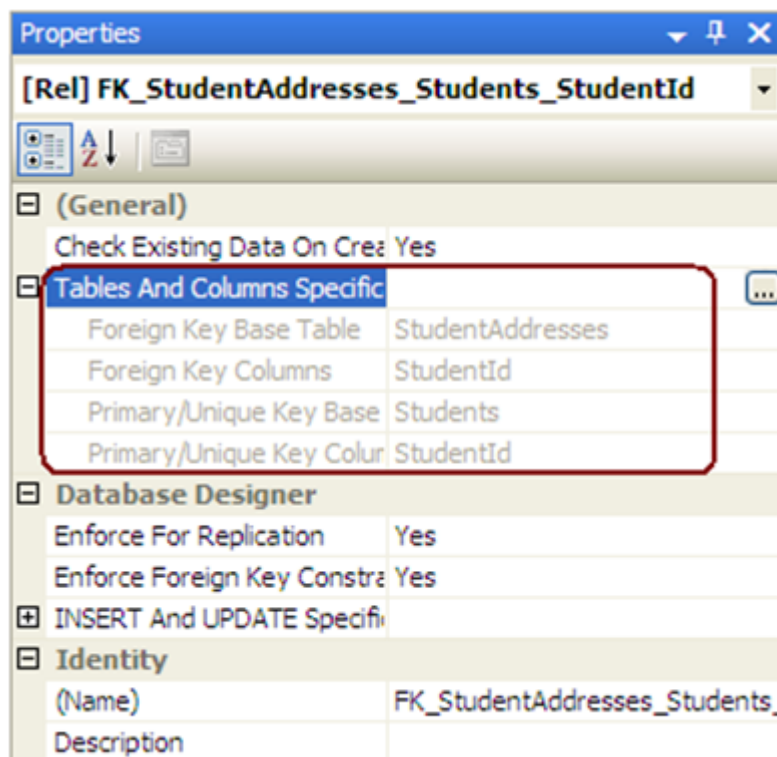 Properties
[Rel] FK_StudentAddresses_Students_StudentId
A
Z
(General)
Check Existing Data On Crea Yes
Tables And Columns Specific ...
Foreign Key Base Table StudentAddresses
Foreign Key Columns StudentId
Primary/Unique Key Base Students
Primary/Unique Key Colur StudentId
Database Designer
Enforce For Replication Yes
Enforce Foreign Key Constra Yes
INSERT And UPDATE Specifi
Identity
(Name) FK_StudentAddresses_Students_
Description